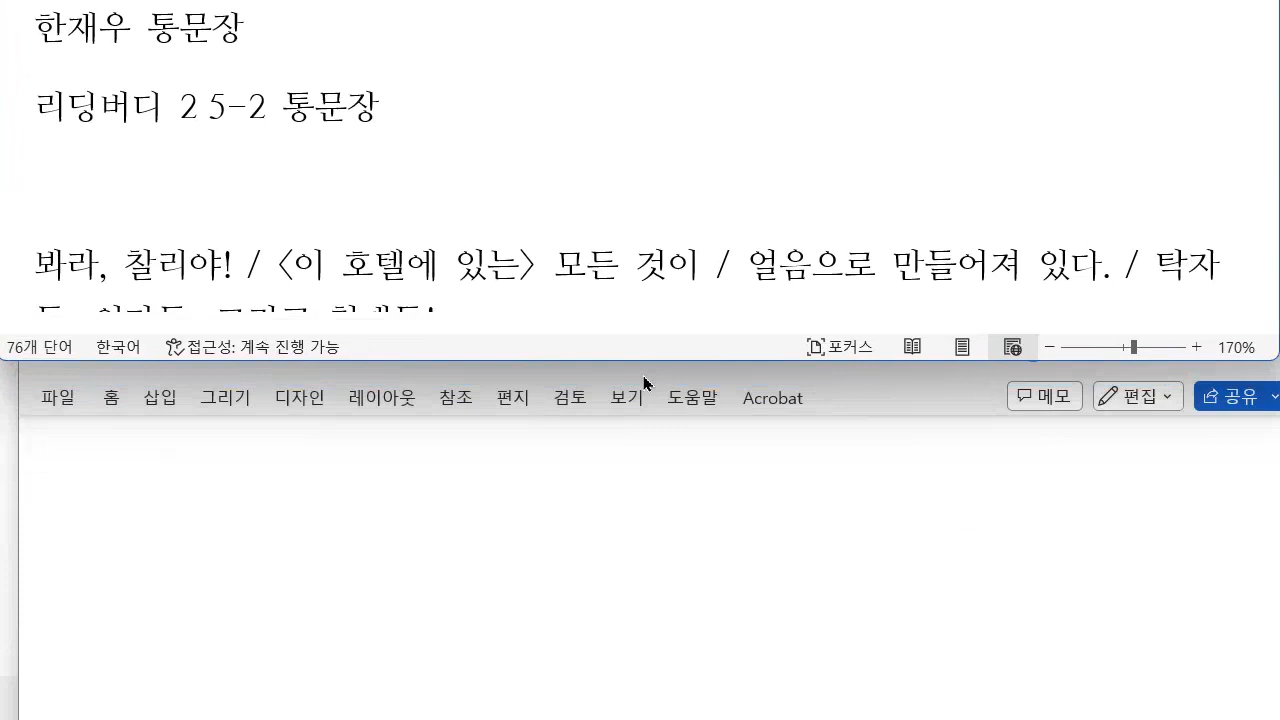 한재우 통문장
리딩버디 2 5-2 통문장
봐라, 찰리야! / <이 호텔에 있는> 모든 것이 / 얼음으로 만들어져 있다. / 탁자
76개 단어 한국어 접근성: 계속 진행 가능 포커스 170%
파일 홈 삽입 그리기 디자인 레이아웃 참조 편지 검토 보기 도움말 Acrobat 메모 편집 공유